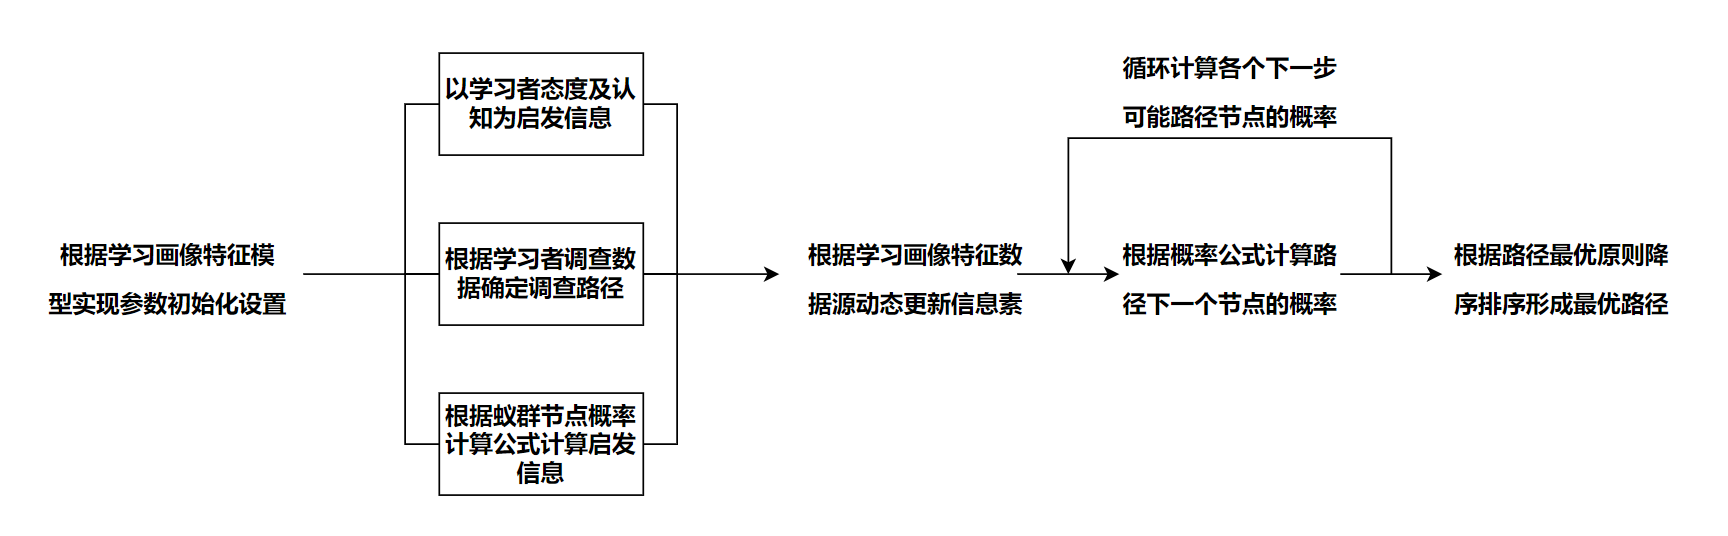 根据学习画像特征模
型实现参数初始化设置
以学习者态度及认
知为启发信息
根据学习者调查数
据确定调查路径
根据蚁群节点概率
计算公式计算启发
信息
根据学习画像特征数
据源动态更新信息素
循环计算各个下一步
可能路径节点的概率
根据概率公式计算路
径下一个节点的概率
根据路径最优原则降
序排序形成最优路径